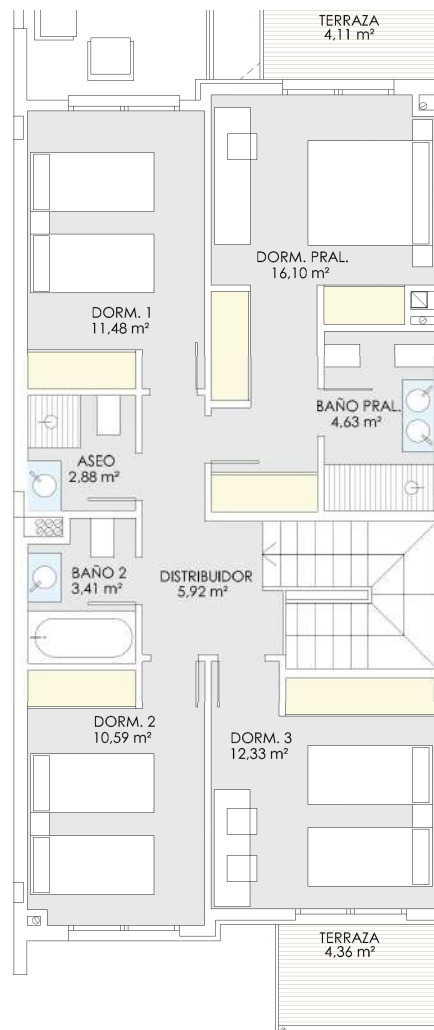 TERRAZA
4,11 m²
DORM. PRAL.
16,10 m²
DORM. 1
11,48 m²
BAÑO PRAL.
4,63 m²
ASEO
2,88 m²
BAÑO 2
3,41 m²
DISTRIBUIDOR
5,92 m²
DORM. 2
10,59 m²
DORM. 3
12,33 m²
TERRAZA
4,36 m²